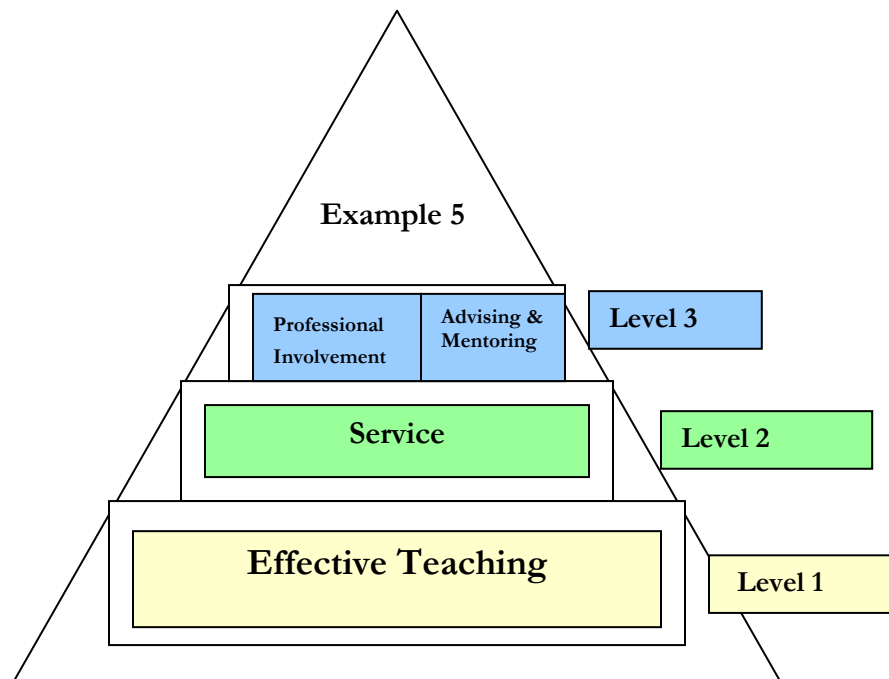 Example 5
Professional
Involvement
Advising &
Mentoring
Level 3
Service
Level 2
Effective Teaching
Level 1